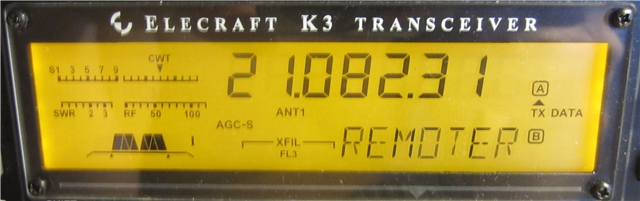 ELECRAFT K3 TRANSCEIVER
CWT
S1 3 5 7 9
21.082.31
A
SWR 2 3 RF 50 100
ANT1
TX DATA
AGC-S
XFIL
FL3
REMOTER
B
I